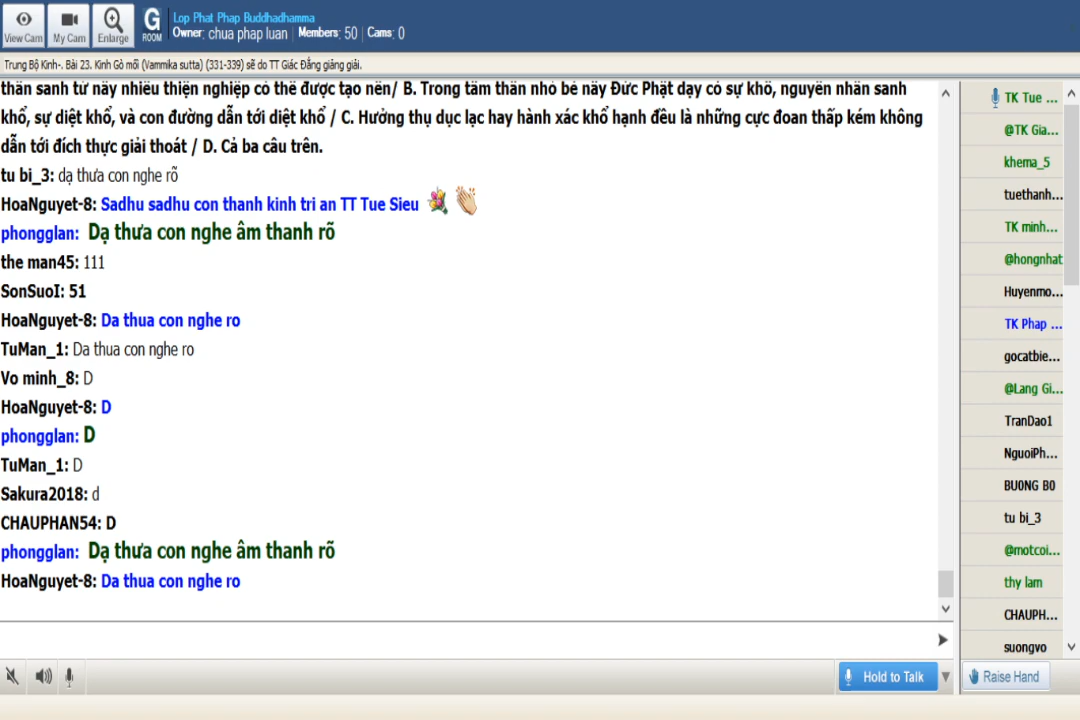 View Cam
My Cam
Enlarge
G
ROOM
Lop Phat Phap Buddhadhamma
Owner: chua phap luan | Members: 50 | Cams: 0
Trung Bộ Kinh-. Bài 23. Kinh Gò mối (Vammika sutta) (331-339) sẽ do TT Giác Đẳng giảng giải.
thân sanh tử nầy nhiều thiện nghiệp có thể được tạo nên/ B. Trong tấm thân nhỏ bé nầy Đức Phật dạy có sự khổ, nguyên nhân sanh
khổ, sự diệt khổ, và con đường dẫn tới diệt khổ / C. Hưởng thụ dục lạc hay hành xác khổ hạnh đều là những cực đoan thấp kém không
dẫn tới đích thực giải thoát / D. Cả ba câu trên.
tu bi_3: dạ thưa con nghe rõ
HoaNguyet-8: Sadhu sadhu con thanh kinh tri an TT Tue Sieu
phongglan: Dạ thưa con nghe âm thanh rõ
the man45: 111
SonSuoI: 51
HoaNguyet-8: Da thua con nghe ro
TuMan_1: Da thua con nghe ro
Vo minh_8: D
HoaNguyet-8: D
phongglan: D
TuMan_1: D
Sakura2018: d
CHAUPHAN54: D
phongglan: Dạ thưa con nghe âm thanh rõ
HoaNguyet-8: Da thua con nghe ro
TK Tue ...
@TK Gia...
khema_5
tuethanh...
TK minh...
@hongnhat
Huyenmo...
TK Phap ...
gocatbie...
@Lang Gi...
TranDao1
NguoiPh...
BUONG BO
tu bi_3
@motcoi...
thy lam
CHAUPH...
suongvo
Hold to Talk
Raise Hand